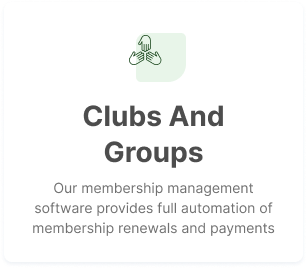 Clubs And
Groups
Our membership management
software provides full automation of
membership renewals and payments